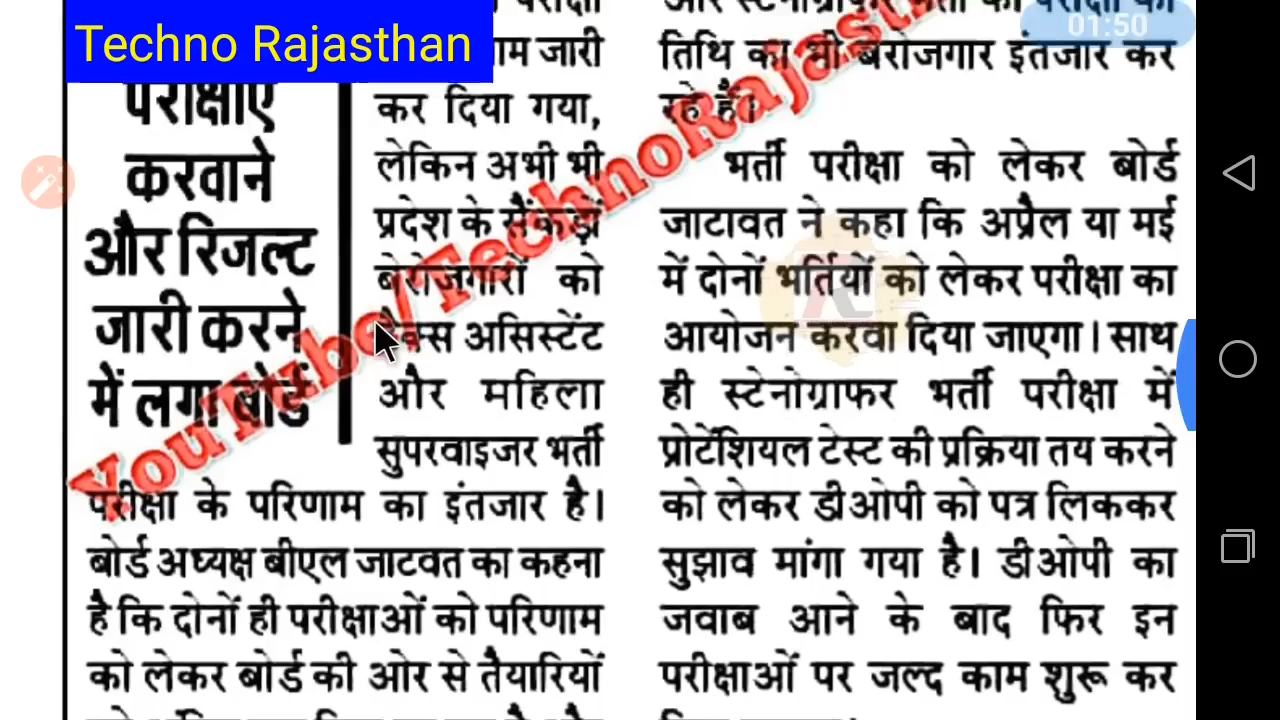 Techno Rajasthan
01:50
परीक्षाएं
करवाने
और रिजल्ट
जारी करने
में लगा बोर्ड
जारी
कर दिया गया,
लेकिन अभी भी
प्रदेश के सैंकड़ों
बेरोजगारों को
असिस्टेंट
और महिला
सुपरवाइजर भर्ती
परीक्षा के परिणाम का इंतजार है।
बोर्ड अध्यक्ष बीएल जाटवत का कहना
है कि दोनों ही परीक्षाओं को परिणाम
को लेकर बोर्ड की ओर से तैयारियों
तिथि का भी बेरोजगार इंतजार कर
रहे हैं।
भर्ती परीक्षा को लेकर बोर्ड
जाटावत ने कहा कि अप्रैल या मई
में दोनों भर्तियों को लेकर परीक्षा का
आयोजन करवा दिया जाएगा। साथ
ही स्टेनोग्राफर भर्ती परीक्षा में
प्रोटेंशियल टेस्ट की प्रक्रिया तय करने
को लेकर डीओपी को पत्र लिककर
सुझाव मांगा गया है। डीओपी का
जवाब आने के बाद फिर इन
परीक्षाओं पर जल्द काम शुरू कर
YouTube/TechnoRajast